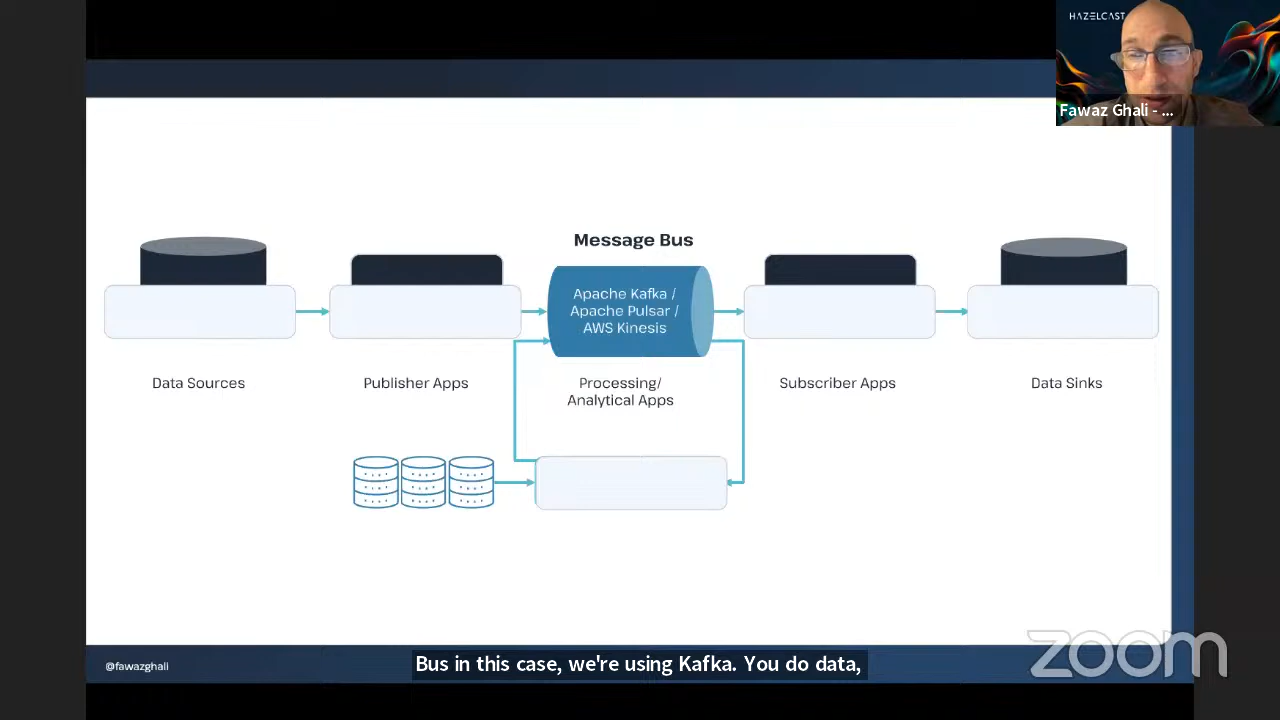 HAZELCAST
Fawaz Ghali - ...
Message Bus
Apache Kafka /
Apache Pulsar /
AWS Kinesis
Data Sources
Publisher Apps
Processing/
Analytical Apps
Subscriber Apps
Data Sinks
@fawazghali
Bus in this case, we're using Kafka. You do data,
zoom